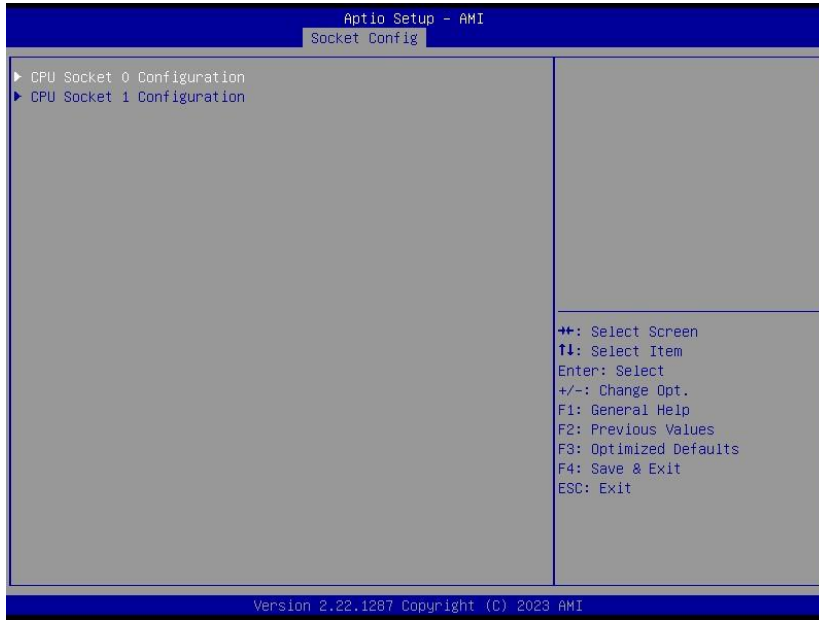 Aptio Setup – AMI
Socket Config
▶ CPU Socket 0 Configuration
▶ CPU Socket 1 Configuration
→←: Select Screen
↑↓: Select Item
Enter: Select
+/-: Change Opt.
F1: General Help
F2: Previous Values
F3: Optimized Defaults
F4: Save & Exit
ESC: Exit
Version 2.22.1287 Copyright (C) 2023 AMI